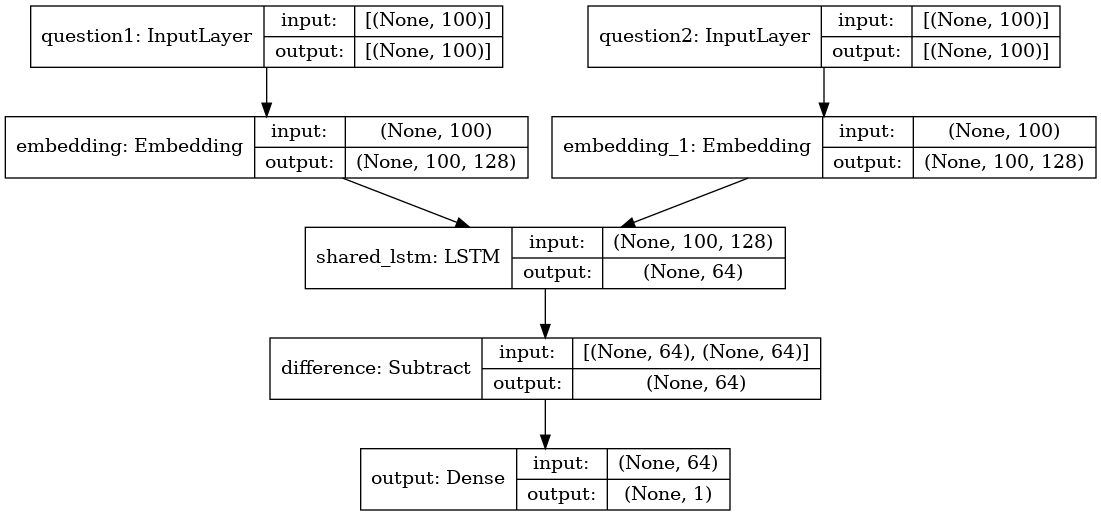 question1: InputLayer
input: [(None, 100)]
output: [(None, 100)]
question2: InputLayer
input: [(None, 100)]
output: [(None, 100)]
embedding: Embedding
input: (None, 100)
output: (None, 100, 128)
embedding_1: Embedding
input: (None, 100)
output: (None, 100, 128)
shared_lstm: LSTM
input: (None, 100, 128)
output: (None, 64)
difference: Subtract
input: [(None, 64), (None, 64)]
output: (None, 64)
output: Dense
input: (None, 64)
output: (None, 1)